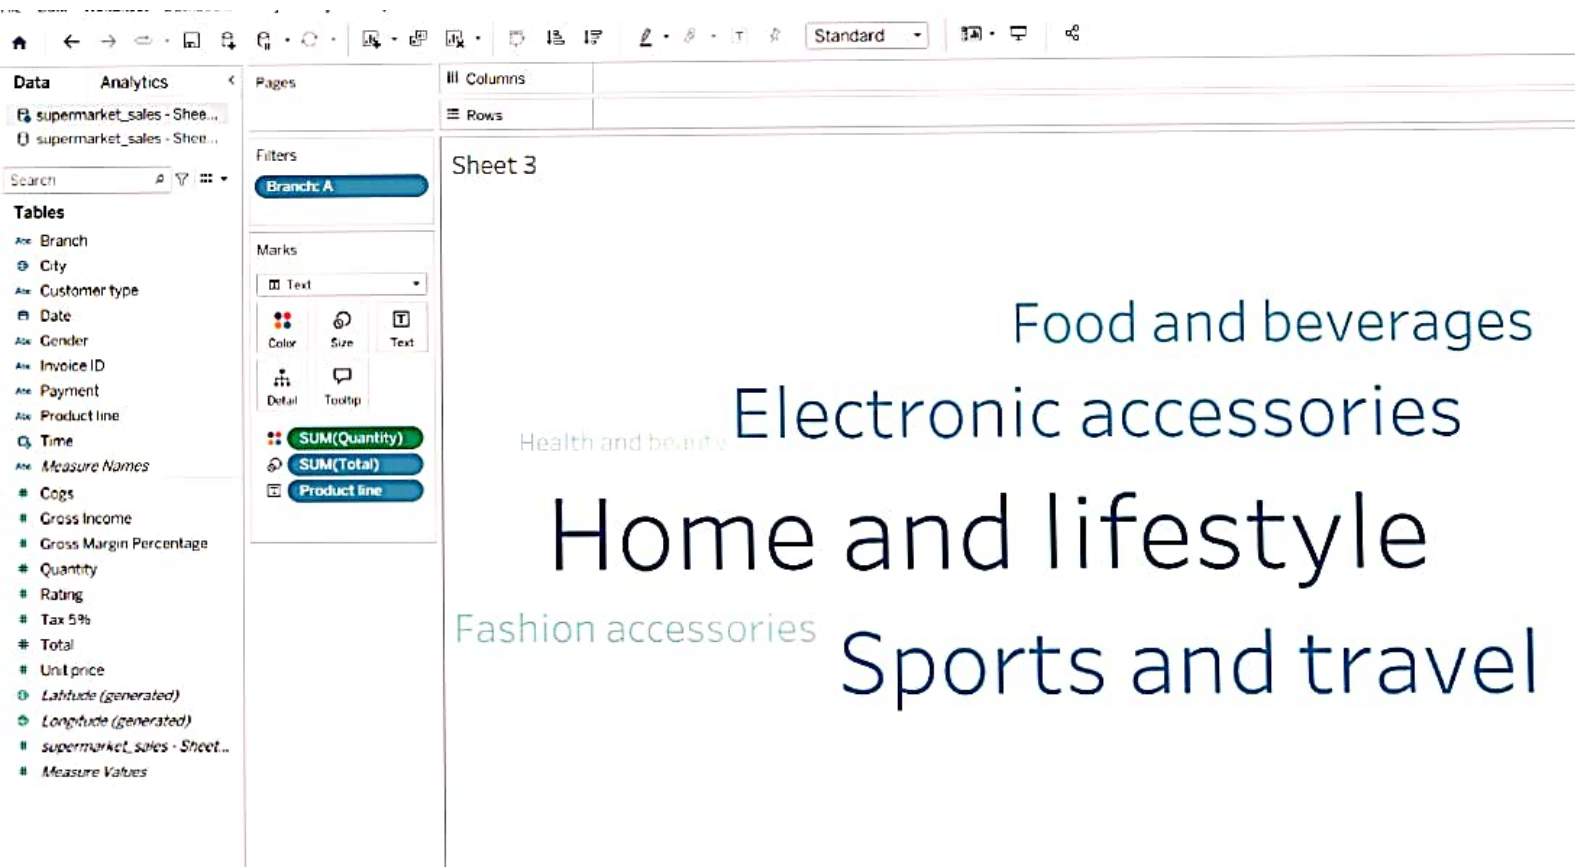 Data
Analytics
supermarket_sales - Shee...
supermarket_sales - Shee...
Search
Tables
Branch
City
Customer type
Date
Gender
Invoice ID
Payment
Product line
Time
Measure Names
Cogs
Gross Income
Gross Margin Percentage
Quantity
Rating
Tax 5%
Total
Unit price
Latitude (generated)
Longitude (generated)
supermarket_sales - Sheet...
Measure Values
Pages
Filters
Branch: A
Marks
Text
Color
Size
Text
Detail
Tooltip
SUM(Quantity)
SUM(Total)
Product line
Standard
Columns
Rows
Sheet 3
Food and beverages
Electronic accessories
Health and beauty
Home and lifestyle
Fashion accessories
Sports and travel